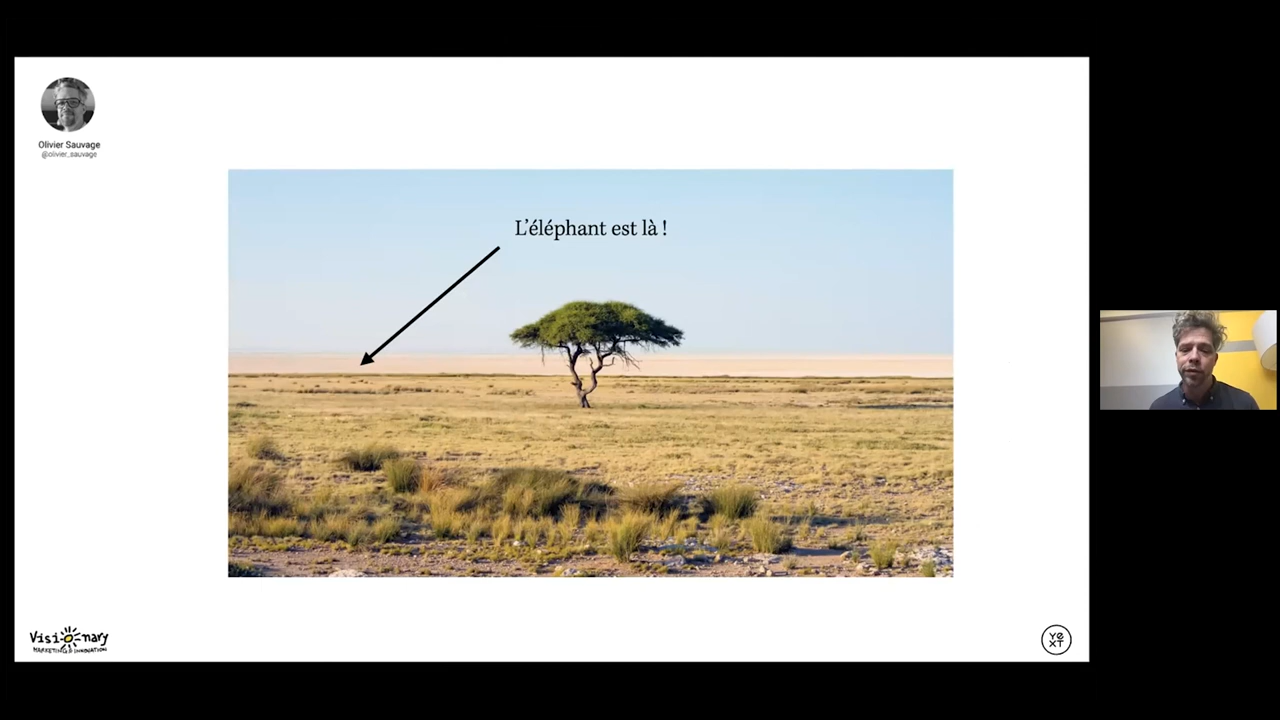 Olivier Sauvage
@olivier_sauvage
L'éléphant est là !
Visionary
MARKETING & INNOVATION
YEXT